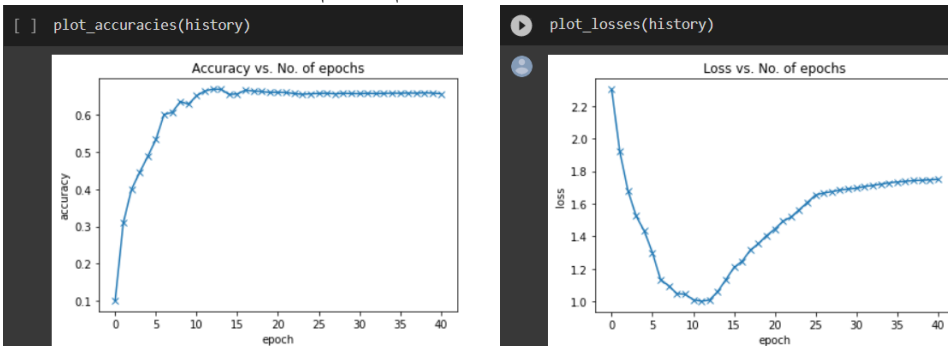 [ ] plot_accuracies(history)
Accuracy vs. No. of epochs
accuracy
0.6
0.5
0.4
0.3
0.2
0.1
0 5 10 15 20 25 30 35 40
epoch
plot_losses(history)
Loss vs. No. of epochs
loss
2.2
2.0
1.8
1.6
1.4
1.2
1.0
0 5 10 15 20 25 30 35 40
epoch